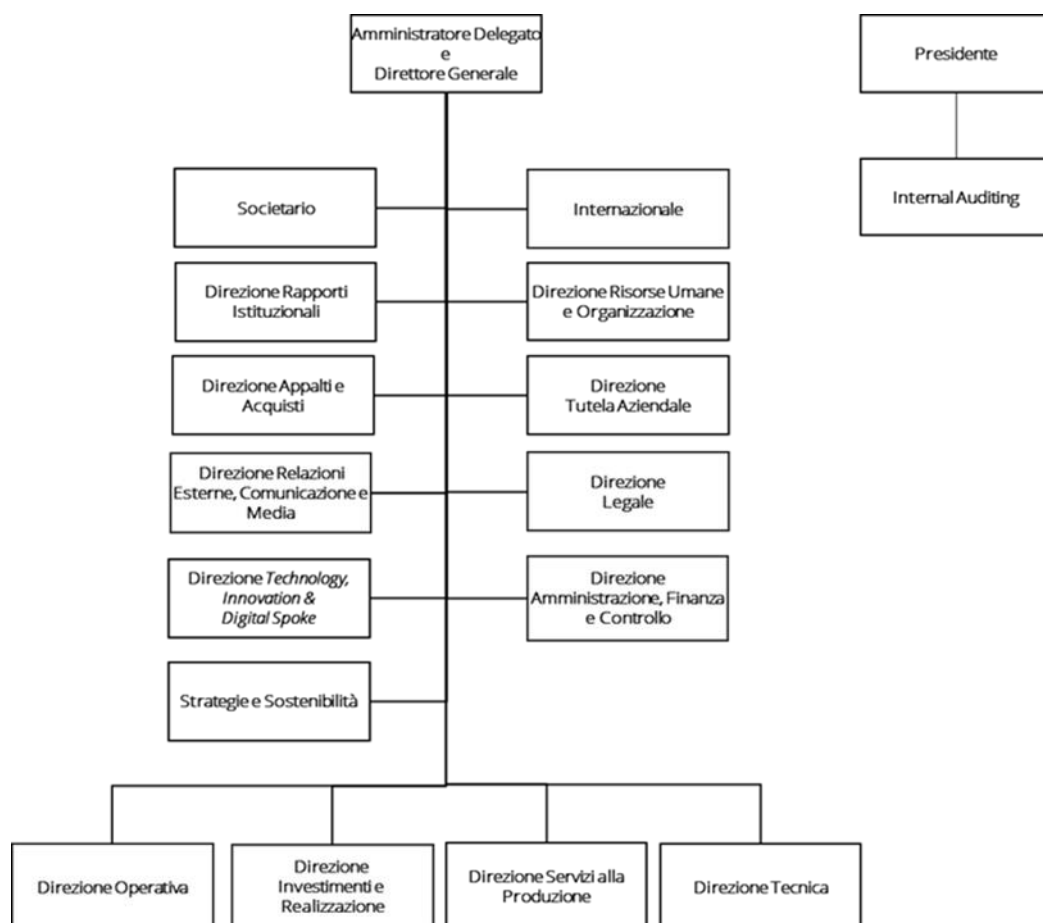 Amministratore Delegato
e
Direttore Generale
Presidente
Internal Auditing
Societario
Internazionale
Direzione Rapporti
Istituzionali
Direzione Risorse Umane
e Organizzazione
Direzione Appalti e
Acquisti
Direzione
Tutela Aziendale
Direzione Relazioni
Esterne, Comunicazione e
Media
Direzione
Legale
Direzione Technology,
Innovation &
Digital Spoke
Direzione
Amministrazione, Finanza
e Controllo
Strategie e Sostenibilità
Direzione Operativa
Direzione
Investimenti e
Realizzazione
Direzione Servizi alla
Produzione
Direzione Tecnica